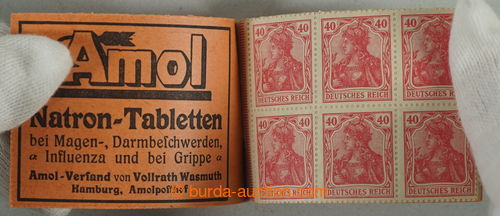 Amol
Natron-Tabletten
bei Magen-, Darmbeſchwerden,
« Influenza und bei Grippe «
Amol-Verſand von Vollrath Wasmuth
Hamburg, Amolpoſthof
burda-auction.com
40 40 40 40 40 40
DEUTSCHES REICH DEUTSCHES REICH DEUTSCHES REICH
40 40 40 40 40 40
DEUTSCHES REICH DEUTSCHES REICH DEUTSCHES REICH